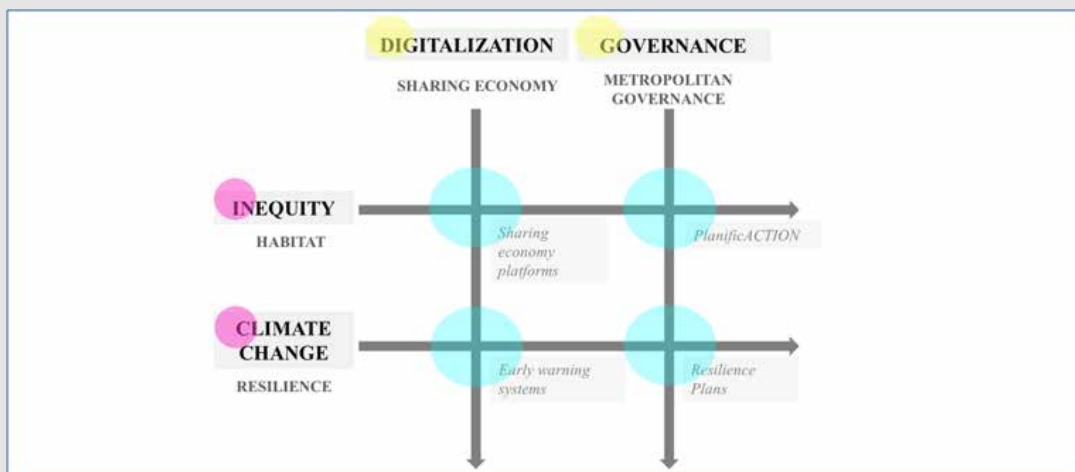 DIGITALIZATION
GOVERNANCE
SHARING ECONOMY
METROPOLITAN
GOVERNANCE
INEQUITY
HABITAT
Sharing
economy
platforms
PlanificACTION
CLIMATE
CHANGE
RESILIENCE
Early warning
systems
Resilience
Plans